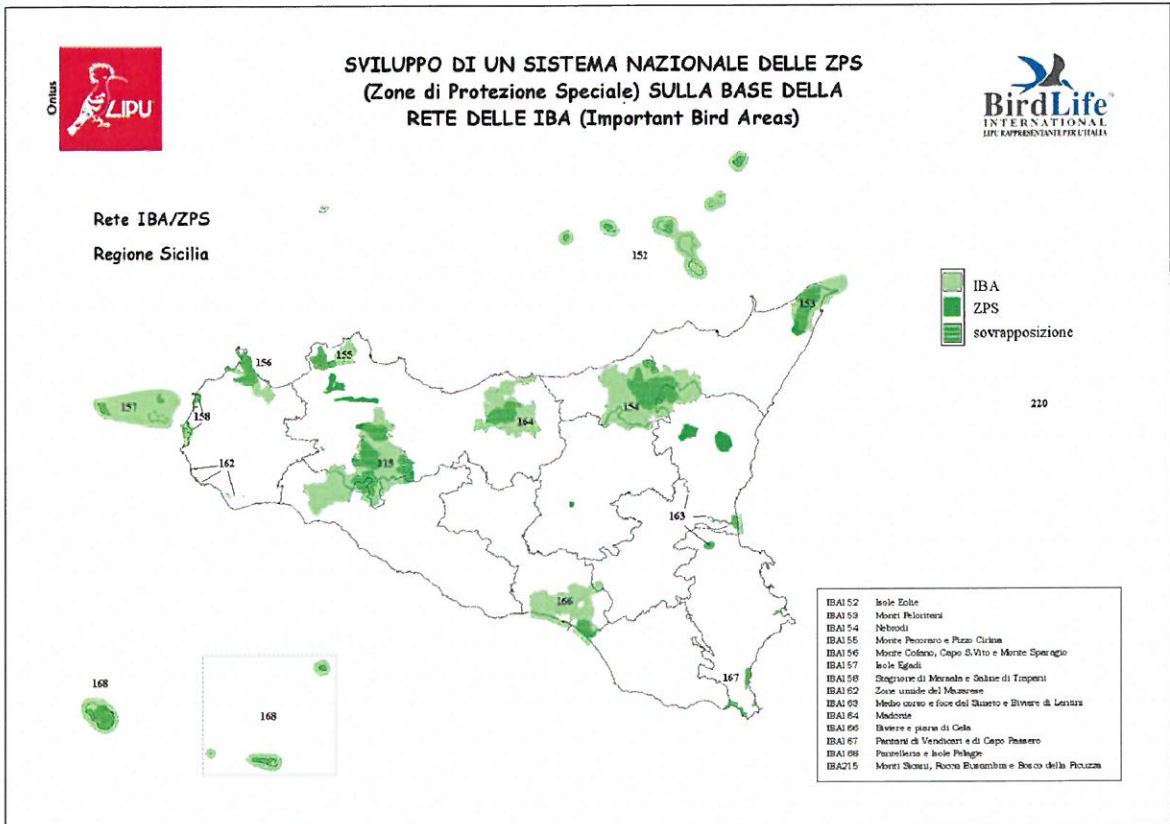 Onlus
LIPU
SVILUPPO DI UN SISTEMA NAZIONALE DELLE ZPS
(Zone di Protezione Speciale) SULLA BASE DELLA
RETE DELLE IBA (Important Bird Areas)
BirdLife
INTERNATIONAL
LIPU RAPPRESENTANTE PER L'ITALIA
Rete IBA/ZPS
Regione Sicilia
152
IBA
ZPS
sovrapposizione
153
156
155
157
158
164
154
220
162
215
163
166
167
168
168
IBA152 Isole Eolie
IBA153 Monti Peloritani
IBA154 Nebrodi
IBA155 Monte Pecoraro e Pizzo Cirina
IBA156 Monte Cofano, Capo S.Vito e Monte Sparagio
IBA157 Isole Egadi
IBA158 Stagnone di Marsala e Saline di Trapani
IBA162 Zone umide del Mazarese
IBA163 Medio corso e foce del Simeto e Biviere di Lentini
IBA164 Madonie
IBA166 Biviere e piana di Gela
IBA167 Pantani di Vendicari e di Capo Passero
IBA168 Pantelleria e Isole Pelagie
IBA215 Monti Sicani, Rocca Busambra e Bosco della Ficuzza